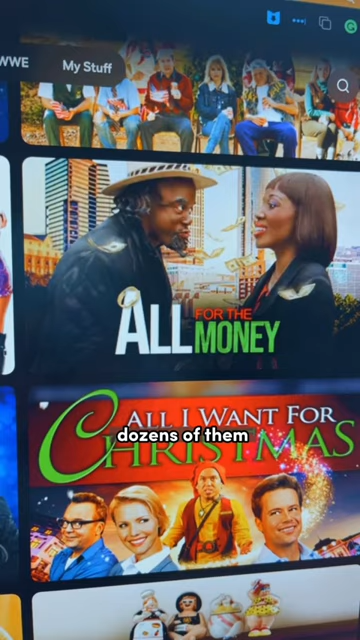 WWE
My Stuff
ALL FOR THE
MONEY
ALL I WANT FOR
CHRISTMAS
dozens of them